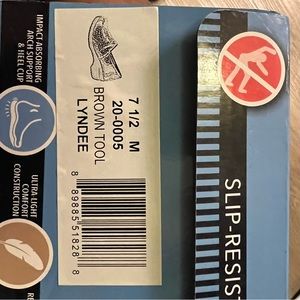 IMPACT-ABSORBING
ARCH SUPPORT
& HEEL CUP
ULTRA-LIGHT
COMFORT
CONSTRUCTION
7 1/2 M
20-0005
BROWN TOOL
LYNDEE
8 89885 51828 8
SLIP-RESIS